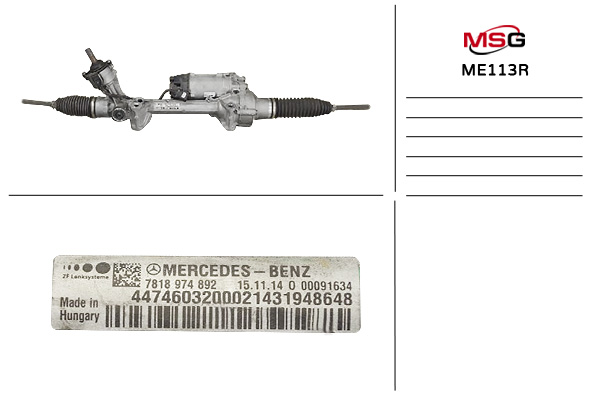 MSG
ME113R
ZF Lenksysteme
MERCEDES-BENZ
7818 974 892 15.11.14 0 00091634
4474603200021431948648
Made in
Hungary